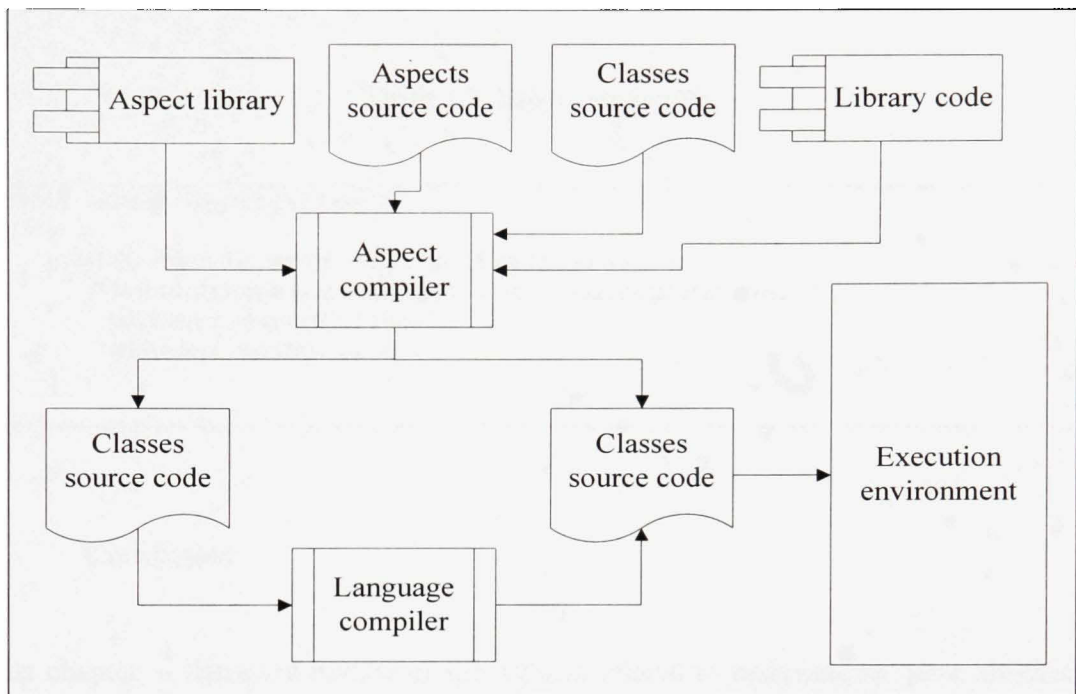 Aspect library
Aspects
source code
Classes
source code
Library code
Aspect
compiler
Classes
source code
Classes
source code
Execution
environment
Language
compiler